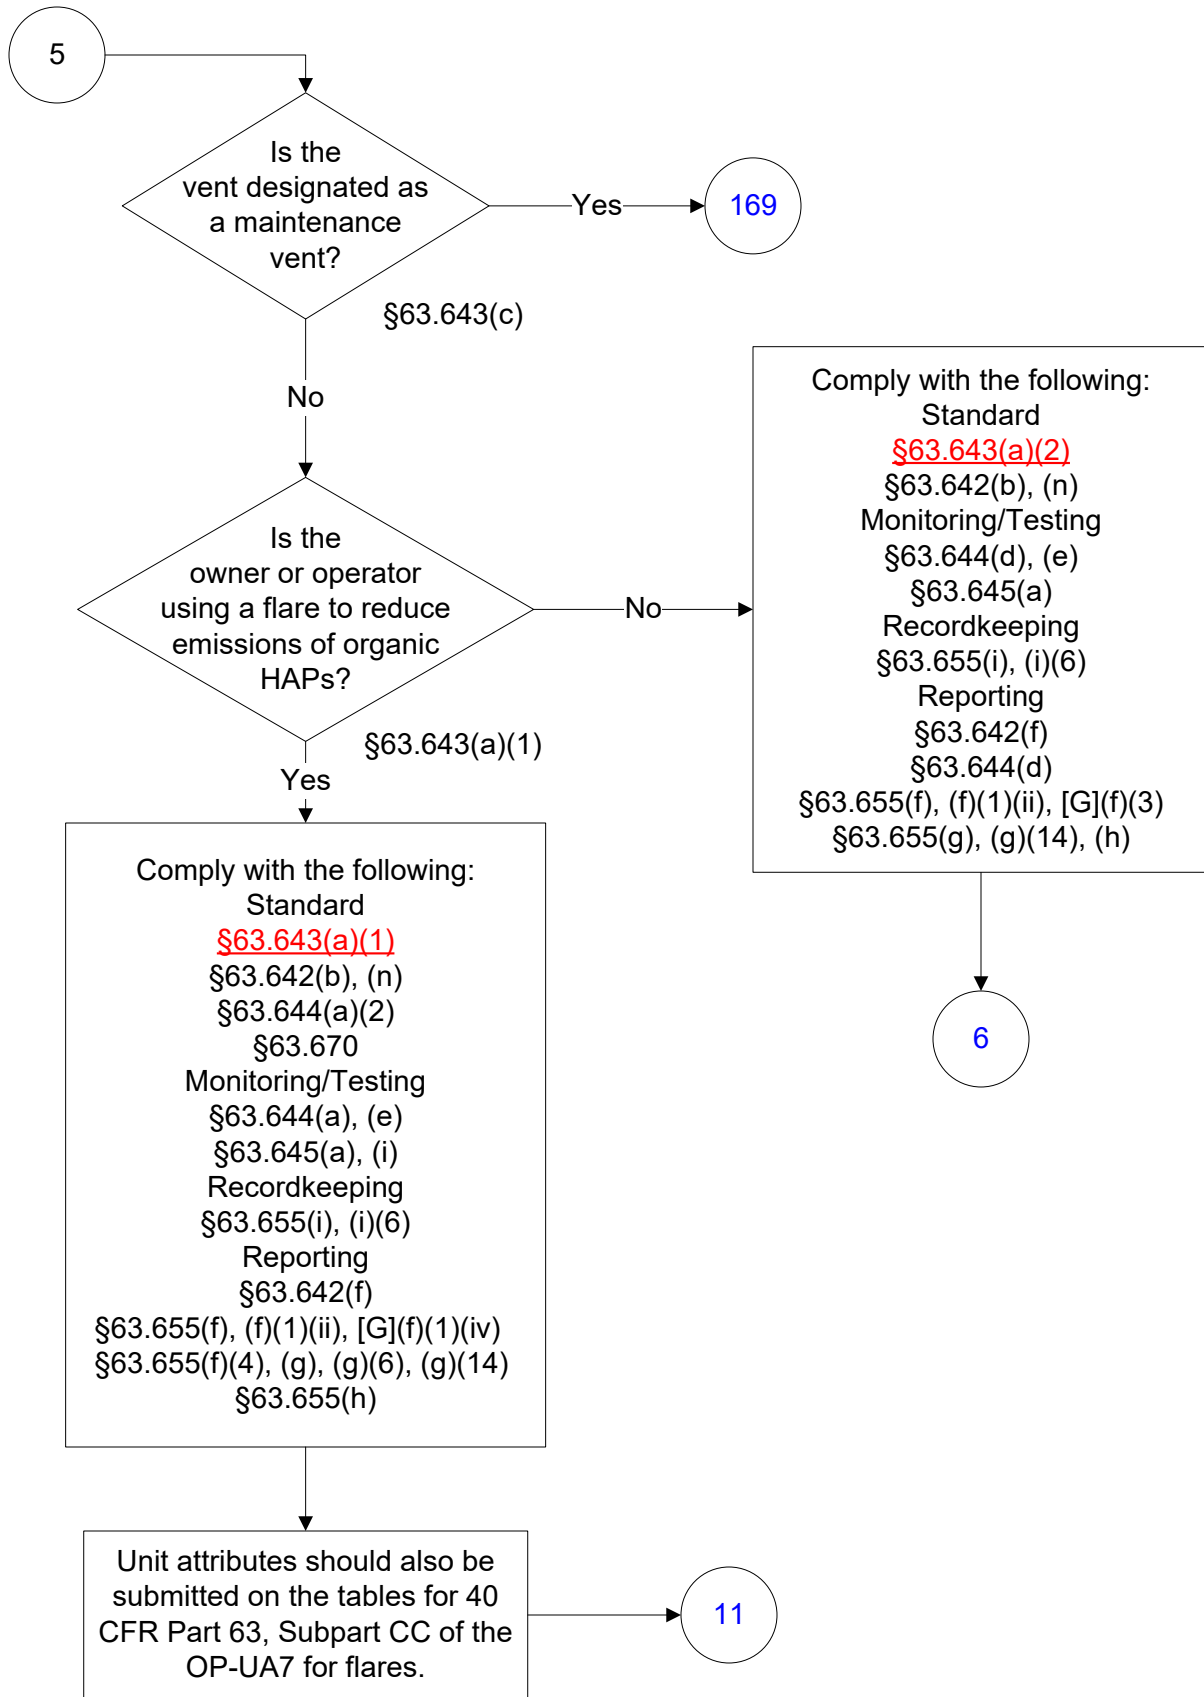 5
Is the
vent designated as
a maintenance
vent?
Yes
169
§63.643(c)
No
Is the
owner or operator
using a flare to reduce
emissions of organic
HAPs?
No
§63.643(a)(1)
Yes
Comply with the following:
Standard
§63.643(a)(2)
§63.642(b), (n)
Monitoring/Testing
§63.644(d), (e)
§63.645(a)
Recordkeeping
§63.655(i), (i)(6)
Reporting
§63.642(f)
§63.644(d)
§63.655(f), (f)(1)(ii), [G](f)(3)
§63.655(g), (g)(14), (h)
6
Comply with the following:
Standard
§63.643(a)(1)
§63.642(b), (n)
§63.644(a)(2)
§63.670
Monitoring/Testing
§63.644(a), (e)
§63.645(a), (i)
Recordkeeping
§63.655(i), (i)(6)
Reporting
§63.642(f)
§63.655(f), (f)(1)(ii), [G](f)(1)(iv)
§63.655(f)(4), (g), (g)(6), (g)(14)
§63.655(h)
Unit attributes should also be
submitted on the tables for 40
CFR Part 63, Subpart CC of the
OP-UA7 for flares.
11